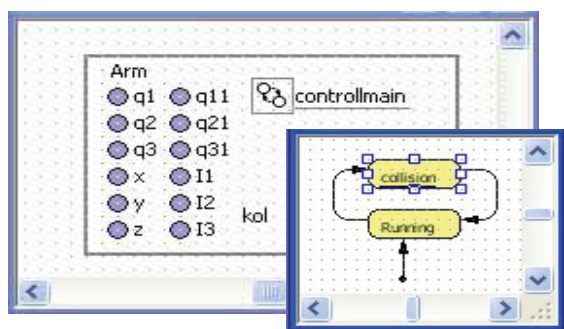 Arm
q1 q11 controllmain
q2 q21
q3 q31
x I1
y I2
z I3 kol
collision
Running